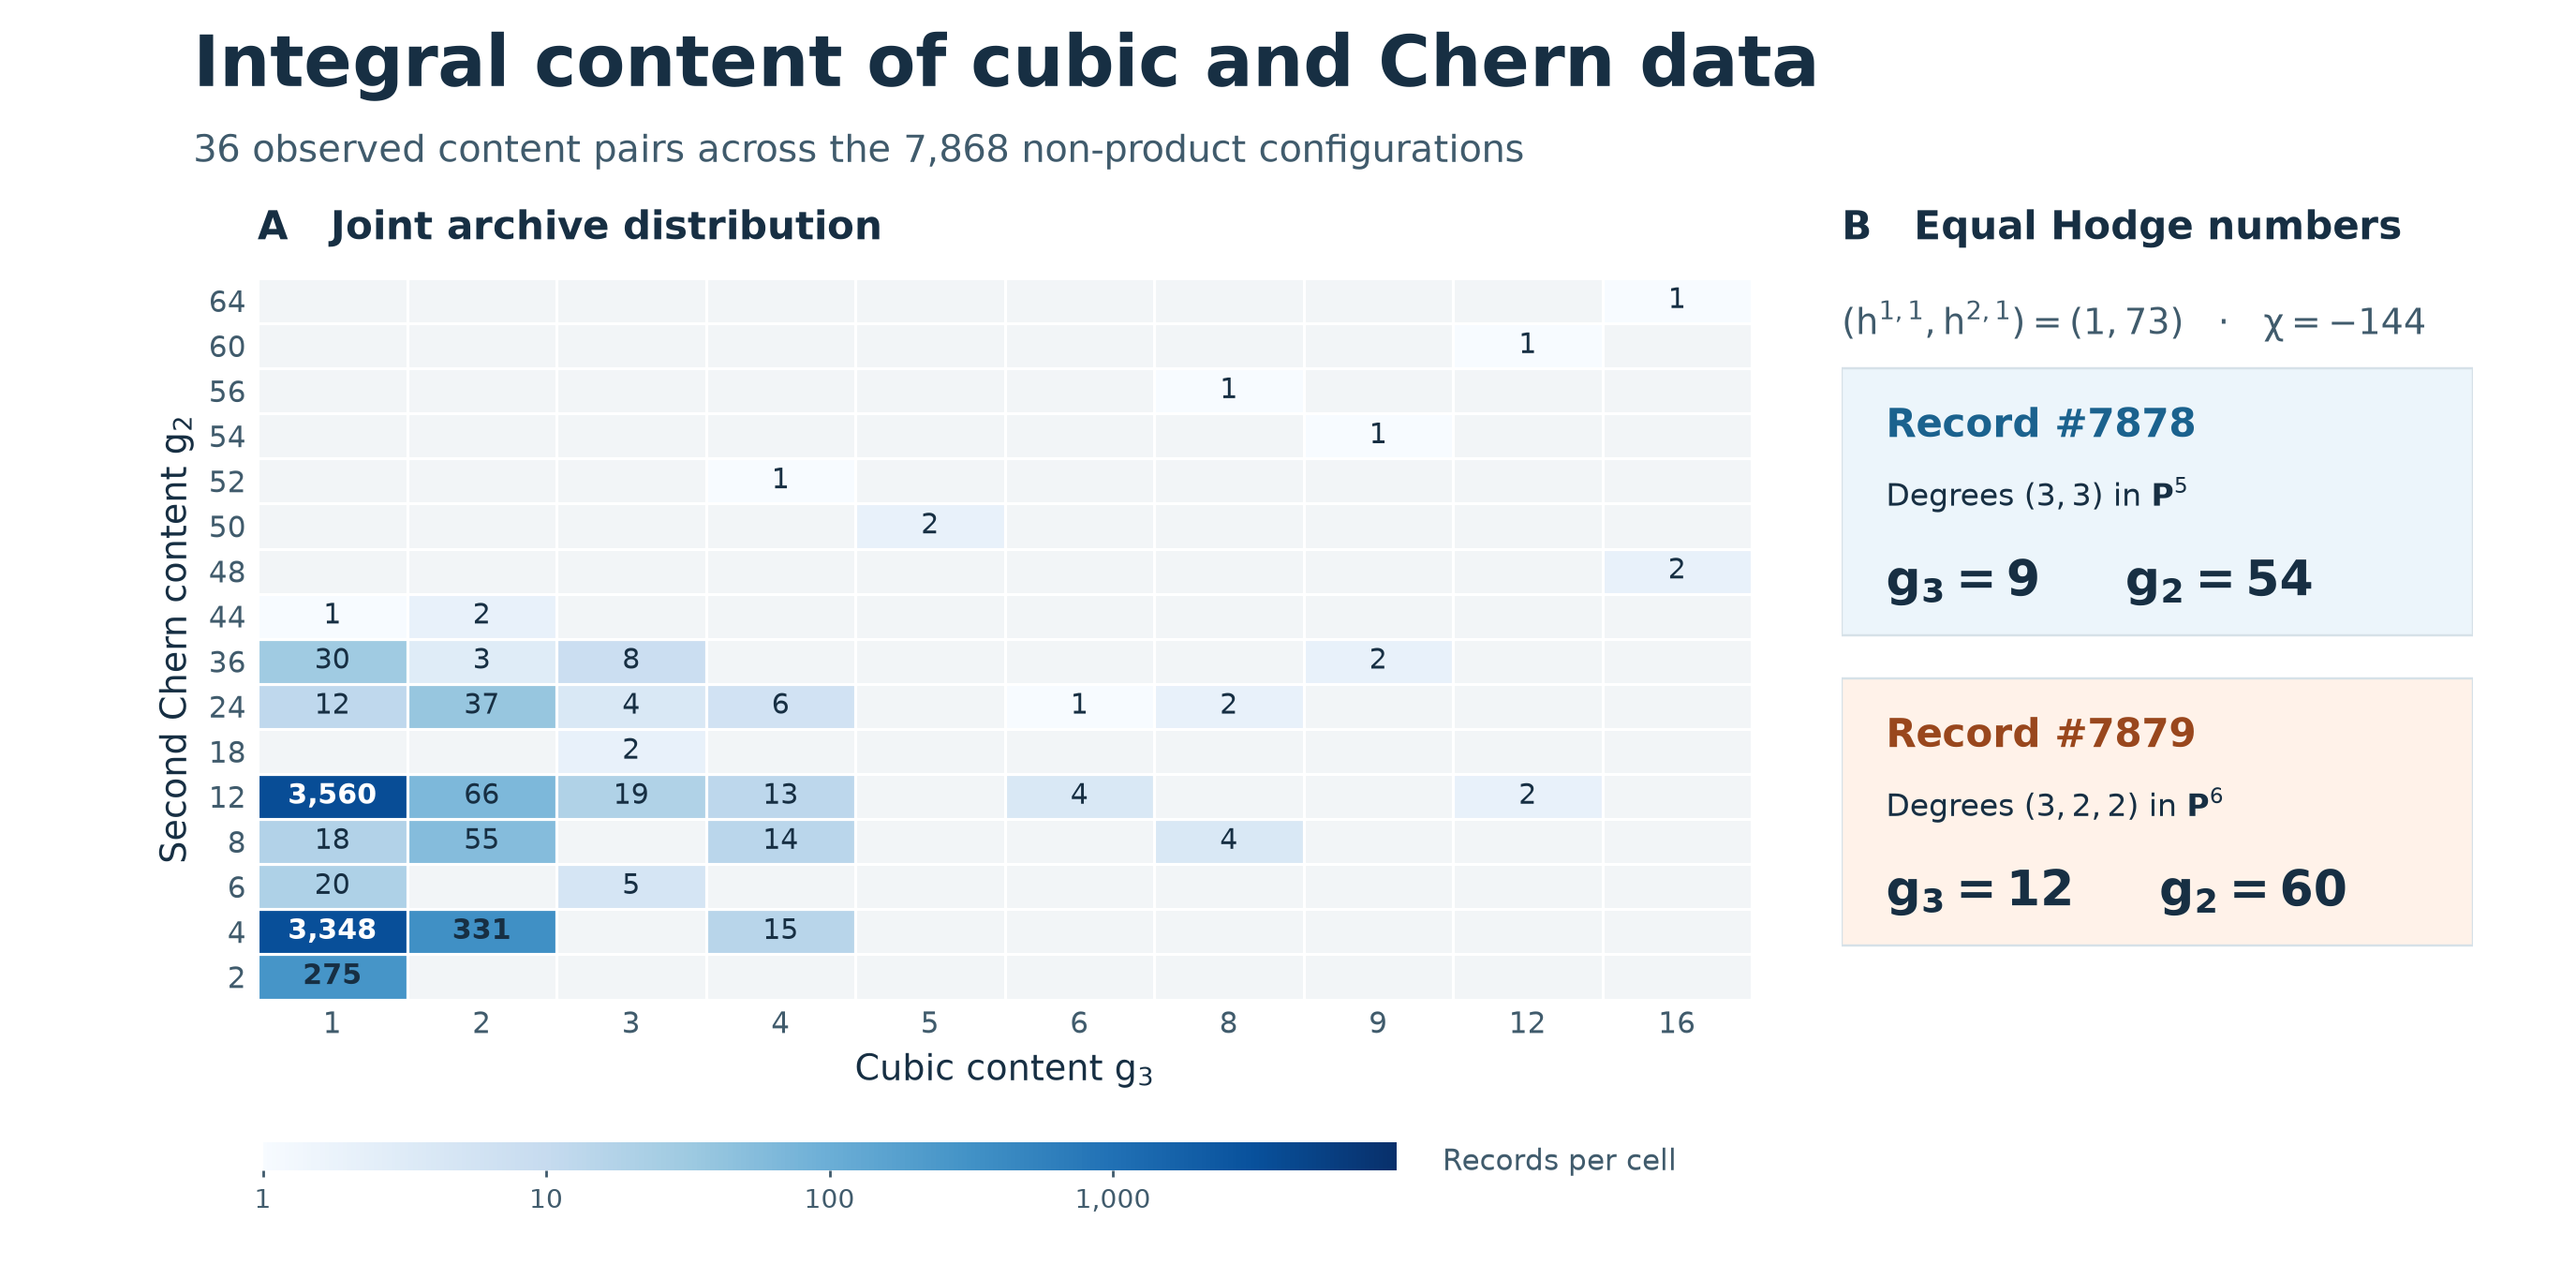 Integral content of cubic and Chern data
36 observed content pairs across the 7,868 non-product configurations
A Joint archive distribution
Second Chern content g₂
64 1
60 1
56 1
54 1
52 1
50 2
48 2
44 1 2
36 30 3 8 2
24 12 37 4 6 1 2
18 2
12 3,560 66 19 13 4 2
8 18 55 14 4
6 20 5
4 3,348 331 15
2 275
1 2 3 4 5 6 8 9 12 16
Cubic content g₃
1 10 100 1,000
Records per cell
B Equal Hodge numbers
(h¹,¹, h²,¹) = (1, 73) · χ = −144
Record #7878
Degrees (3, 3) in P⁵
g₃ = 9 g₂ = 54
Record #7879
Degrees (3, 2, 2) in P⁶
g₃ = 12 g₂ = 60